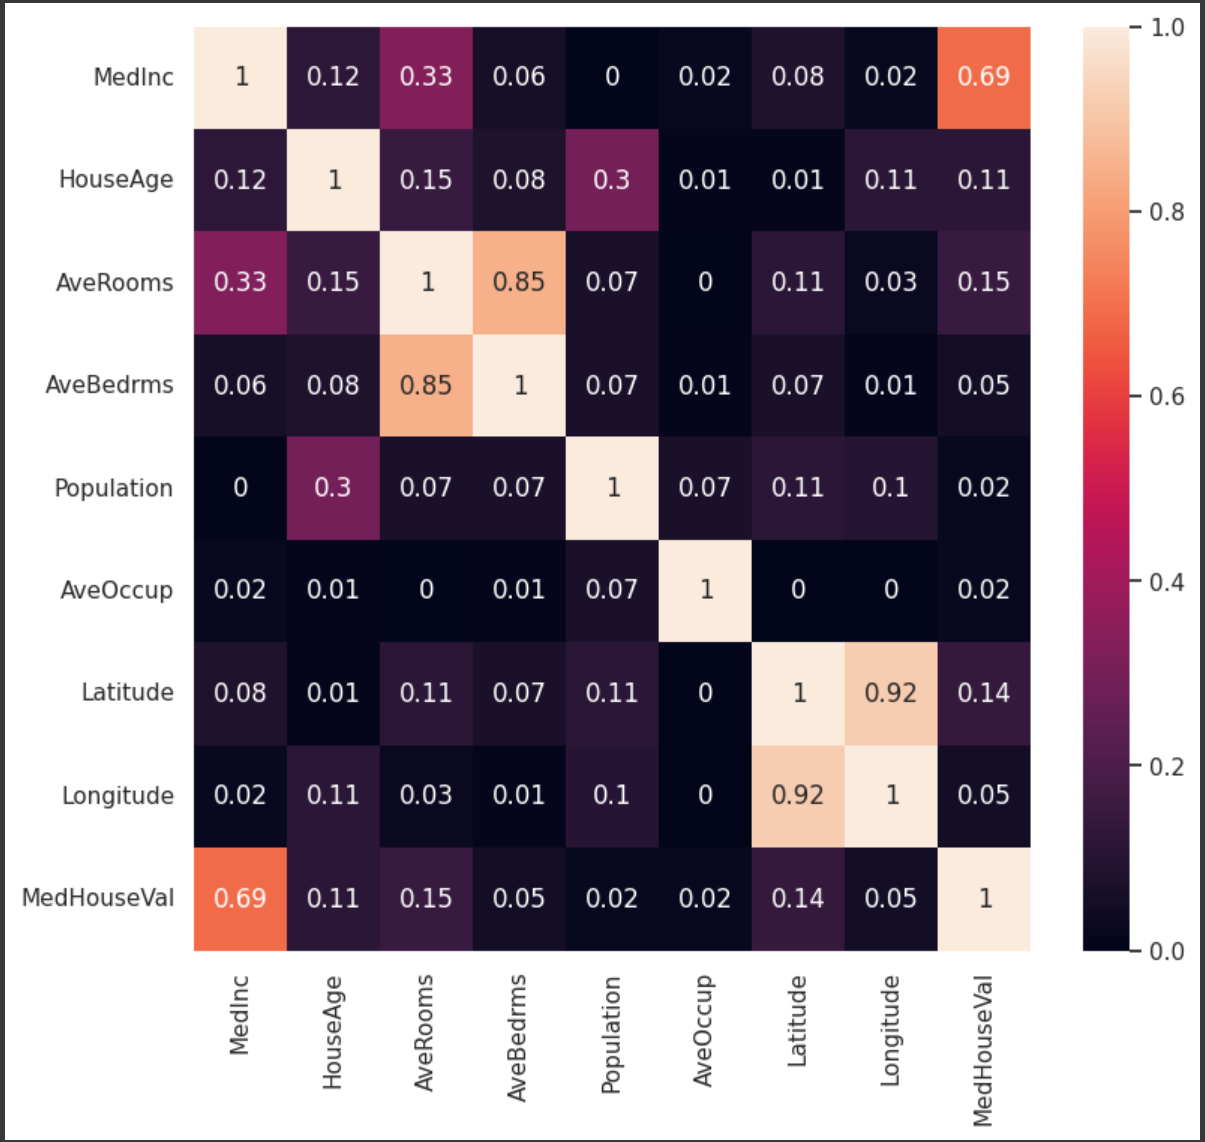 MedInc 1 0.12 0.33 0.06 0 0.02 0.08 0.02 0.69
HouseAge 0.12 1 0.15 0.08 0.3 0.01 0.01 0.11 0.11
AveRooms 0.33 0.15 1 0.85 0.07 0 0.11 0.03 0.15
AveBedrms 0.06 0.08 0.85 1 0.07 0.01 0.07 0.01 0.05
Population 0 0.3 0.07 0.07 1 0.07 0.11 0.1 0.02
AveOccup 0.02 0.01 0 0.01 0.07 1 0 0 0.02
Latitude 0.08 0.01 0.11 0.07 0.11 0 1 0.92 0.14
Longitude 0.02 0.11 0.03 0.01 0.1 0 0.92 1 0.05
MedHouseVal 0.69 0.11 0.15 0.05 0.02 0.02 0.14 0.05 1
MedInc
HouseAge
AveRooms
AveBedrms
Population
AveOccup
Latitude
Longitude
MedHouseVal
1.0
0.8
0.6
0.4
0.2
0.0